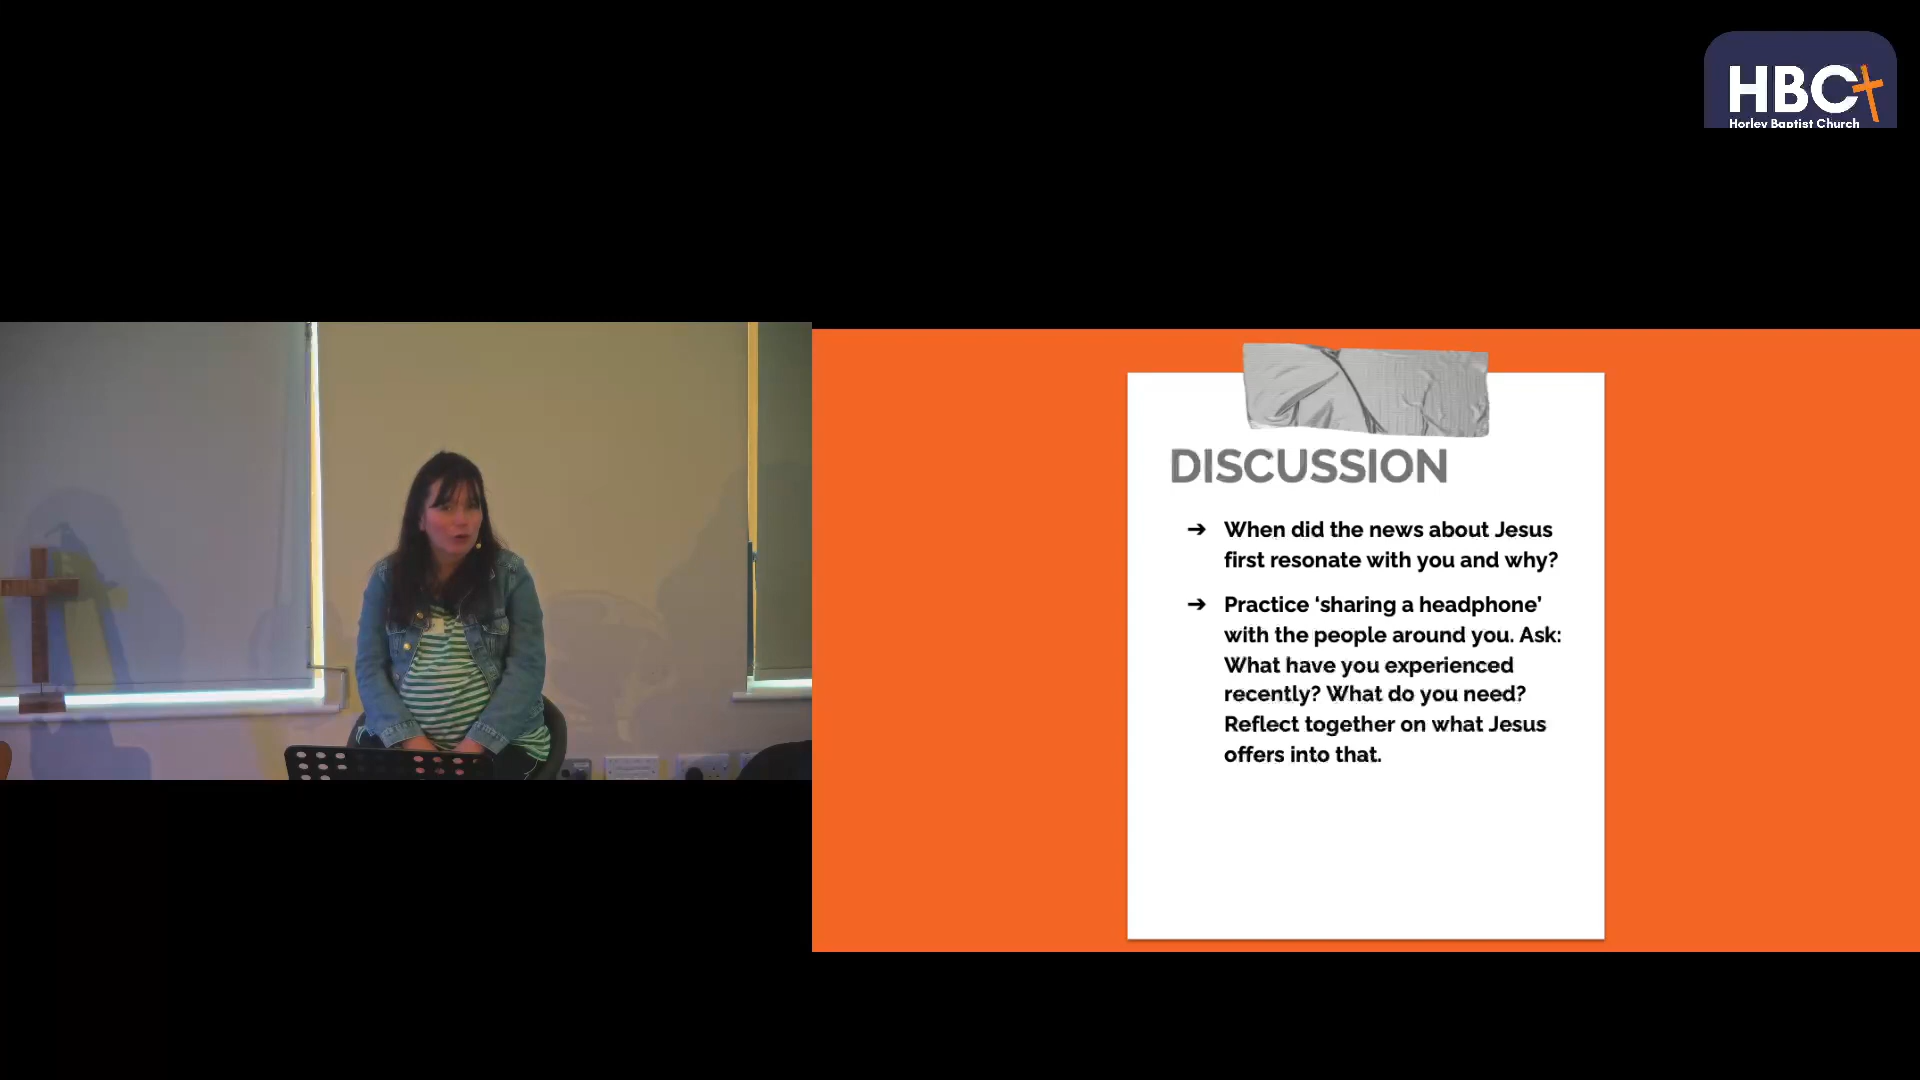 HBC
Horley Baptist Church
DISCUSSION
➔ When did the news about Jesus
first resonate with you and why?
➔ Practice ‘sharing a headphone’
with the people around you. Ask:
What have you experienced
recently? What do you need?
Reflect together on what Jesus
offers into that.